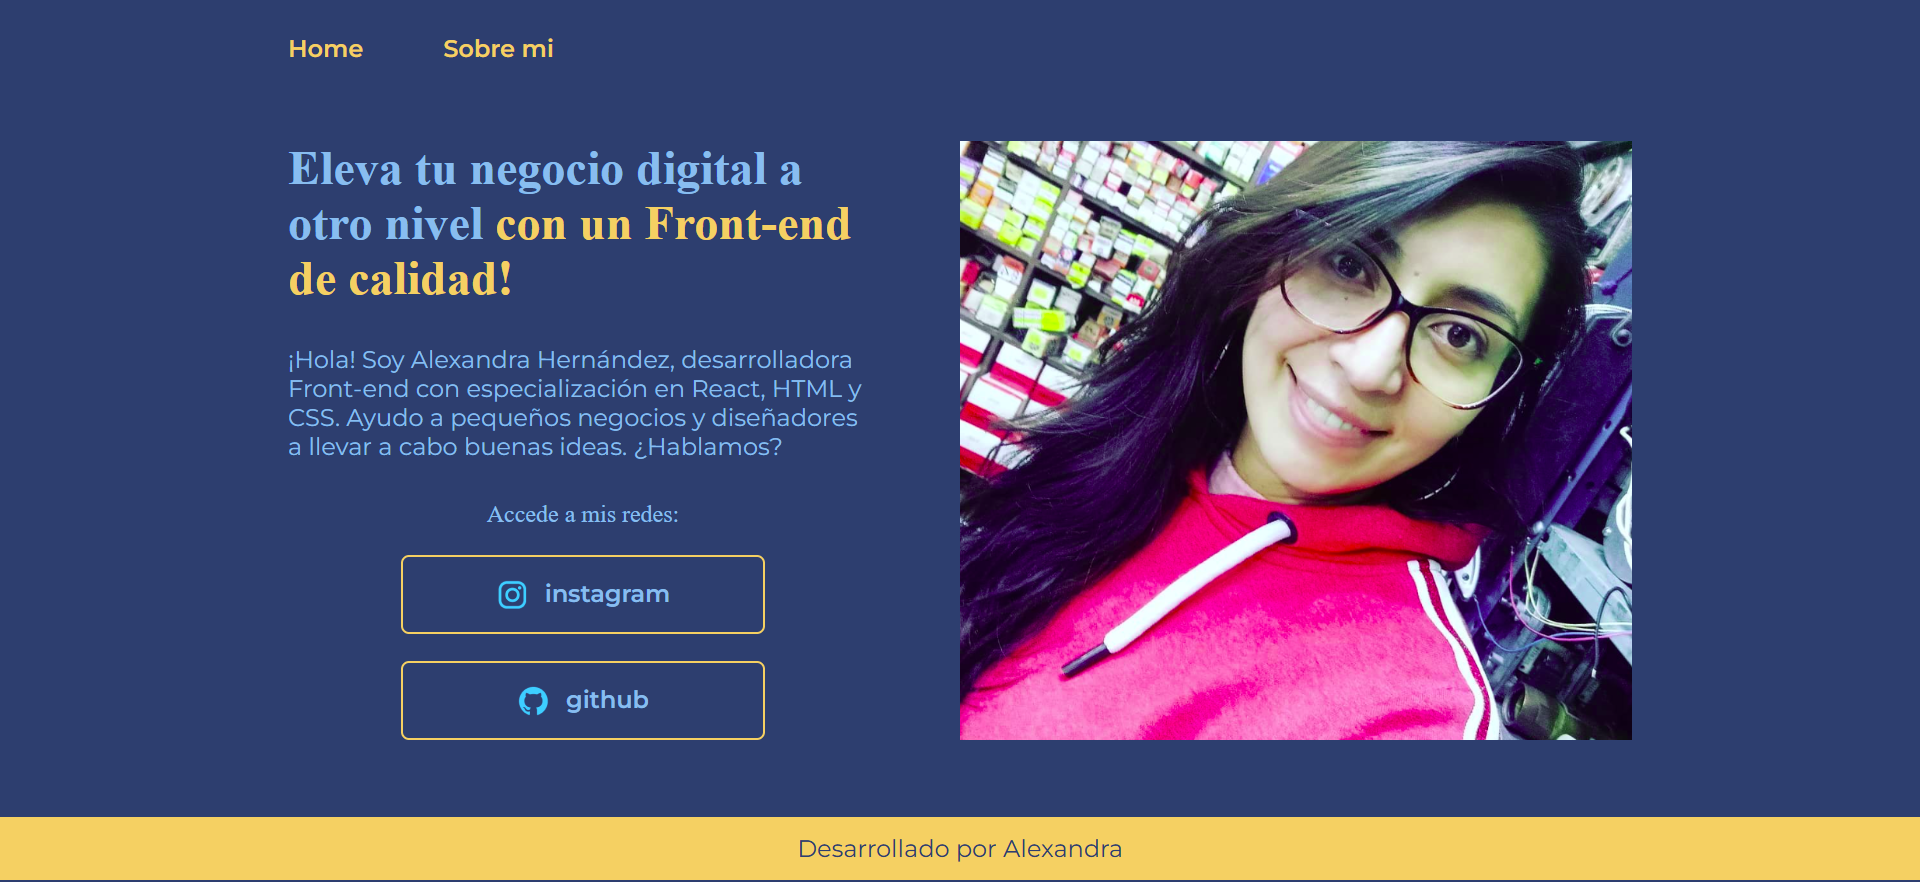 Home Sobre mi
Eleva tu negocio digital a
otro nivel con un Front-end
de calidad!
¡Hola! Soy Alexandra Hernández, desarrolladora
Front-end con especialización en React, HTML y
CSS. Ayudo a pequeños negocios y diseñadores
a llevar a cabo buenas ideas. ¿Hablamos?
Accede a mis redes:
instagram
github
Desarrollado por Alexandra